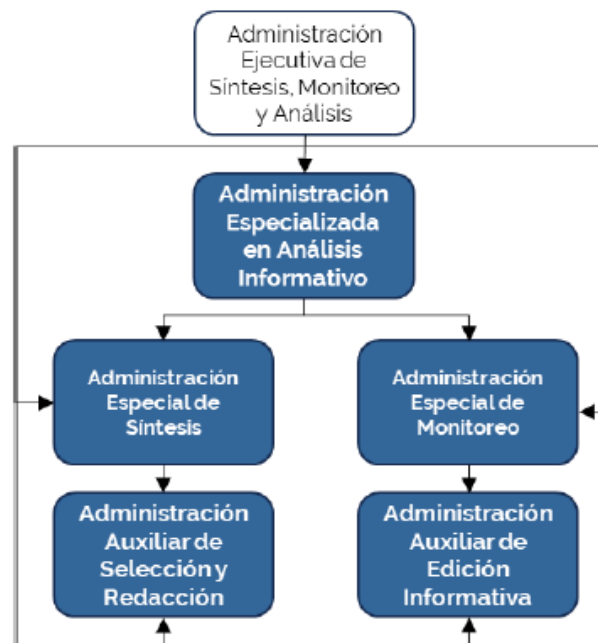 Administración
Ejecutiva de
Síntesis, Monitoreo
y Análisis
Administración
Especializada
en Análisis
Informativo
Administración
Especial de
Síntesis
Administración
Especial de
Monitoreo
Administración
Auxiliar de
Selección y
Redacción
Administración
Auxiliar de
Edición
Informativa